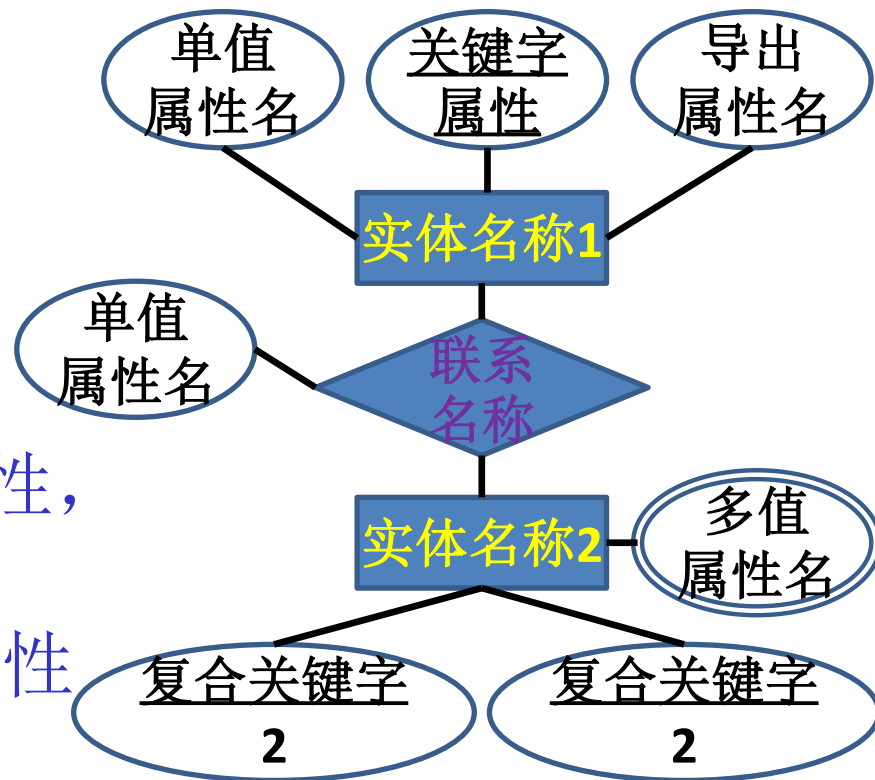 单值
属性名
关键字
属性
导出
属性名
实体名称1
单值
属性名
联系
名称
性,
实体名称2
多值
属性名
性
复合关键字
2
复合关键字
2